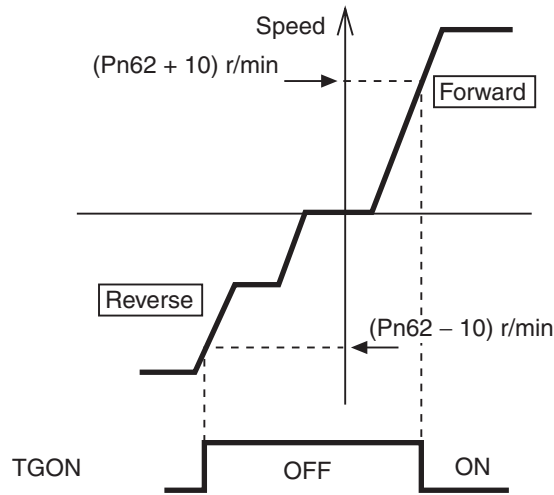 Speed
(Pn62 + 10) r/min
Forward
Reverse
(Pn62 − 10) r/min
TGON
OFF
ON